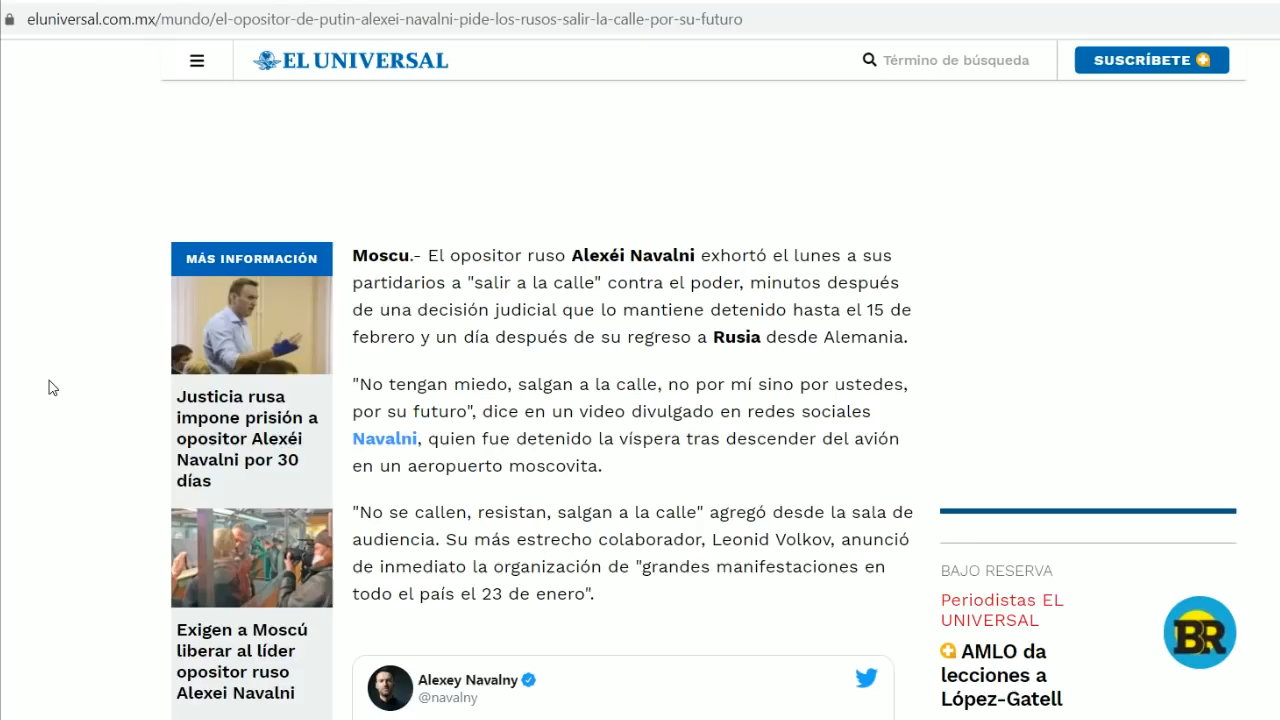 eluniversal.com.mx/mundo/el-opositor-de-putin-alexei-navalni-pide-los-rusos-salir-la-calle-por-su-futuro
EL UNIVERSAL
Término de búsqueda
SUSCRÍBETE
MÁS INFORMACIÓN
Justicia rusa
impone prisión a
opositor Alexéi
Navalni por 30
días
Exigen a Moscú
liberar al líder
opositor ruso
Alexei Navalni
Moscu.- El opositor ruso Alexéi Navalni exhortó el lunes a sus
partidarios a "salir a la calle" contra el poder, minutos después
de una decisión judicial que lo mantiene detenido hasta el 15 de
febrero y un día después de su regreso a Rusia desde Alemania.
"No tengan miedo, salgan a la calle, no por mí sino por ustedes,
por su futuro", dice en un video divulgado en redes sociales
Navalni, quien fue detenido la víspera tras descender del avión
en un aeropuerto moscovita.
"No se callen, resistan, salgan a la calle" agregó desde la sala de
audiencia. Su más estrecho colaborador, Leonid Volkov, anunció
de inmediato la organización de "grandes manifestaciones en
todo el país el 23 de enero".
Alexey Navalny
@navalny
BAJO RESERVA
Periodistas EL
UNIVERSAL
AMLO da
lecciones a
López-Gatell
BR